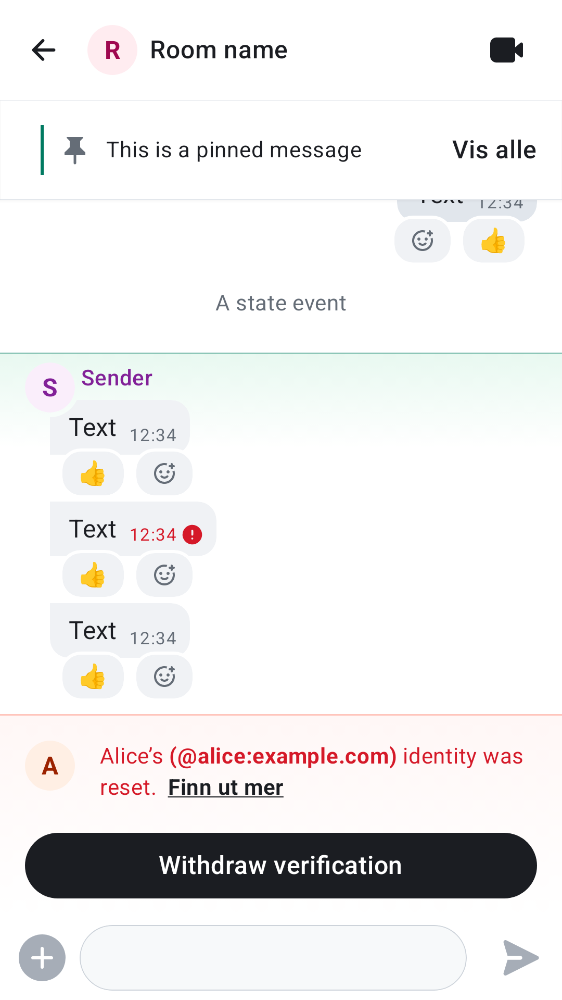 R Room name
This is a pinned message Vis alle
Text 12:34
A state event
S Sender
Text 12:34
Text 12:34
Text 12:34
A Alice’s (@alice:example.com) identity was
reset. Finn ut mer
Withdraw verification